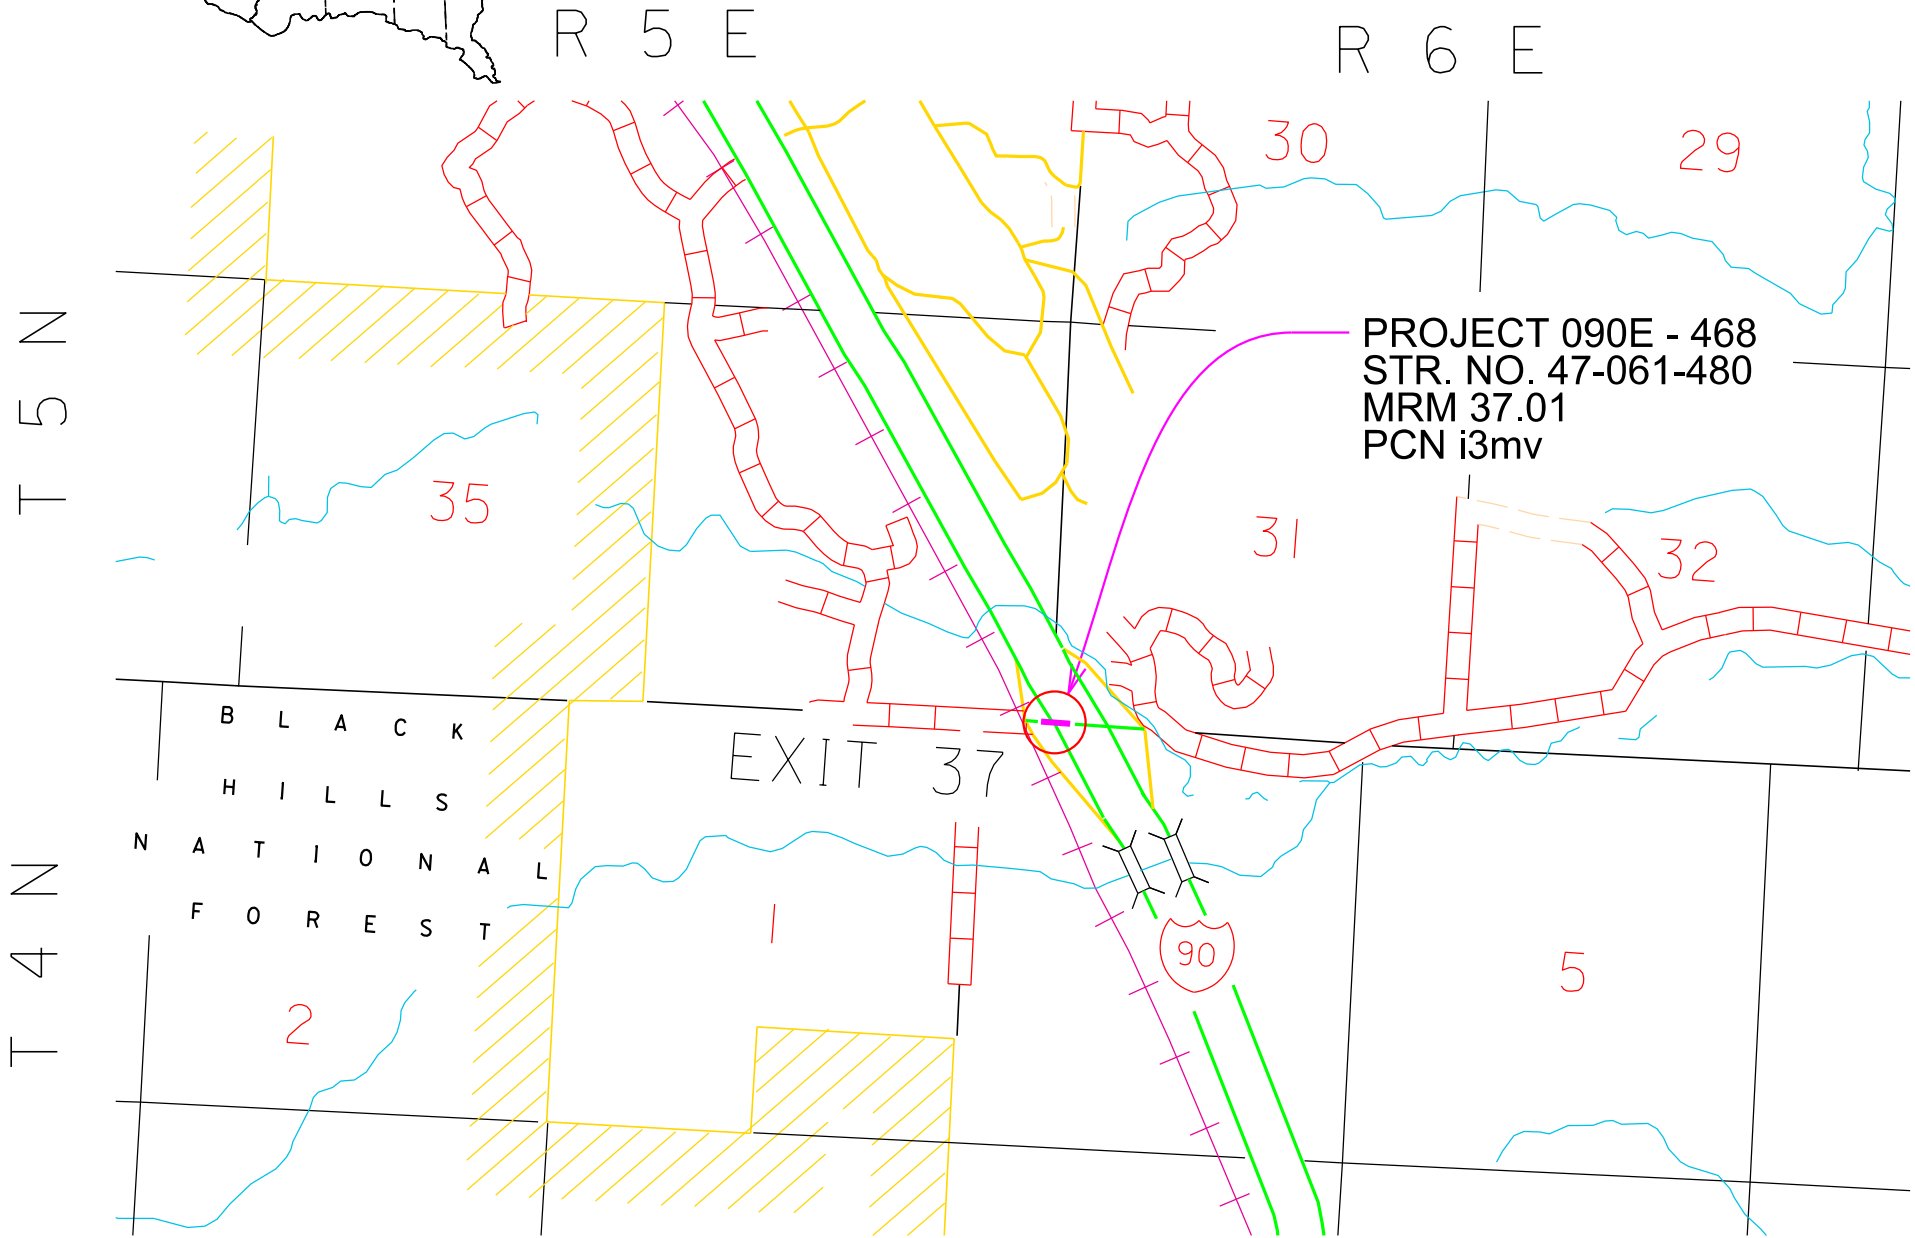 R 5 E
R 6 E
30
29
T 5 N
PROJECT 090E - 468
STR. NO. 47-061-480
MRM 37.01
PCN i3mv
35
31
32
BLACK
HILLS
NATIONAL
FOREST
EXIT 37
T 4 N
1
90
5
2